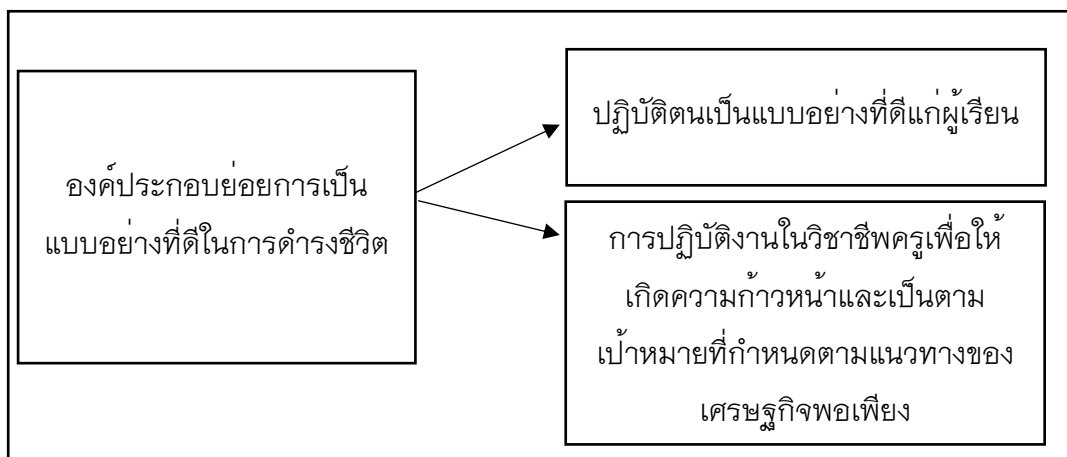 องค์ประกอบย่อยการเป็น
แบบอย่างที่ดีในการดำรงชีวิต
ปฏิบัติตนเป็นแบบอย่างที่ดีแก่ผู้เรียน
การปฏิบัติงานในวิชาชีพครูเพื่อให้
เกิดความก้าวหน้าและเป็นตาม
เป้าหมายที่กำหนดตามแนวทางของ
เศรษฐกิจพอเพียง